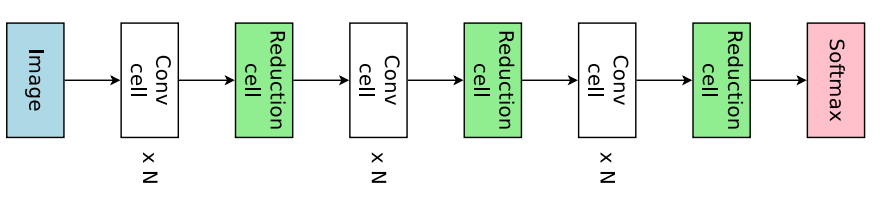 Image
Conv
cell
x N
Reduction
cell
Conv
cell
x N
Reduction
cell
Conv
cell
x N
Reduction
cell
Softmax